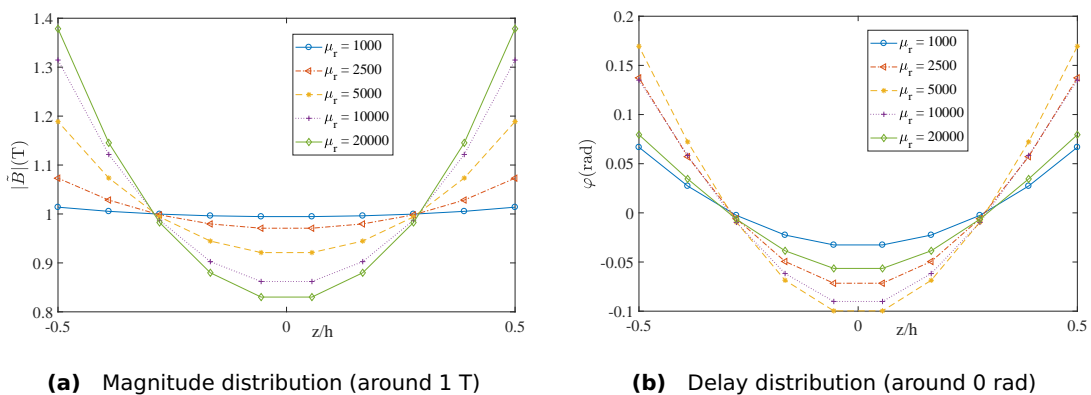 1.4
1.3
1.2
1.1
1
0.9
0.8
|B̃|(T)
-0.5
0
0.5
z/h
μr = 1000
μr = 2500
μr = 5000
μr = 10000
μr = 20000
(a) Magnitude distribution (around 1 T)
0.2
0.15
0.1
0.05
0
-0.05
-0.1
φ(rad)
-0.5
0
0.5
z/h
μr = 1000
μr = 2500
μr = 5000
μr = 10000
μr = 20000
(b) Delay distribution (around 0 rad)